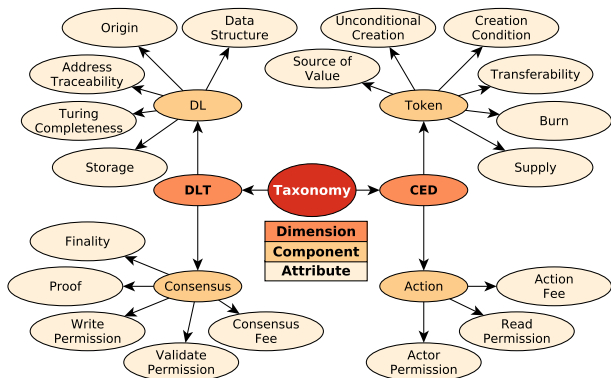 Origin
Data
Structure
Unconditional
Creation
Creation
Condition
Address
Traceability
Source of
Value
Transferability
DL
Token
Turing
Completeness
Burn
Storage
Supply
DLT
Taxonomy
CED
Dimension
Component
Attribute
Finality
Proof
Consensus
Action
Action
Fee
Write
Permission
Consensus
Fee
Read
Permission
Validate
Permission
Actor
Permission